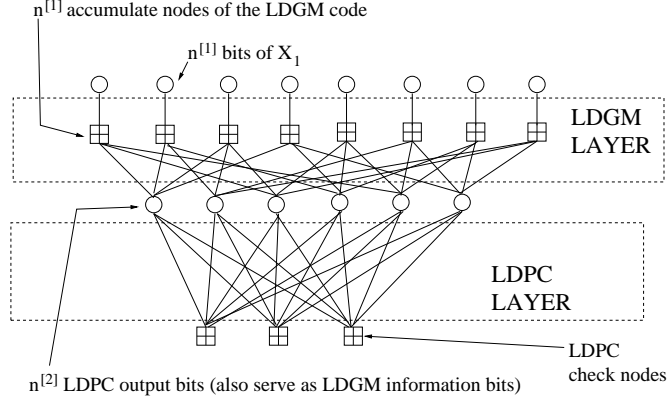 n[1] accumulate nodes of the LDGM code
n[1] bits of X1
LDGM
LAYER
LDPC
LAYER
LDPC
check nodes
n[2] LDPC output bits (also serve as LDGM information bits)